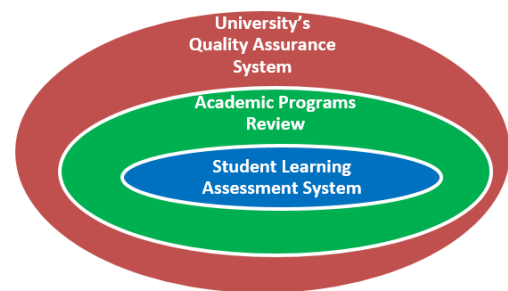 University’s
Quality Assurance
System
Academic Programs
Review
Student Learning
Assessment System